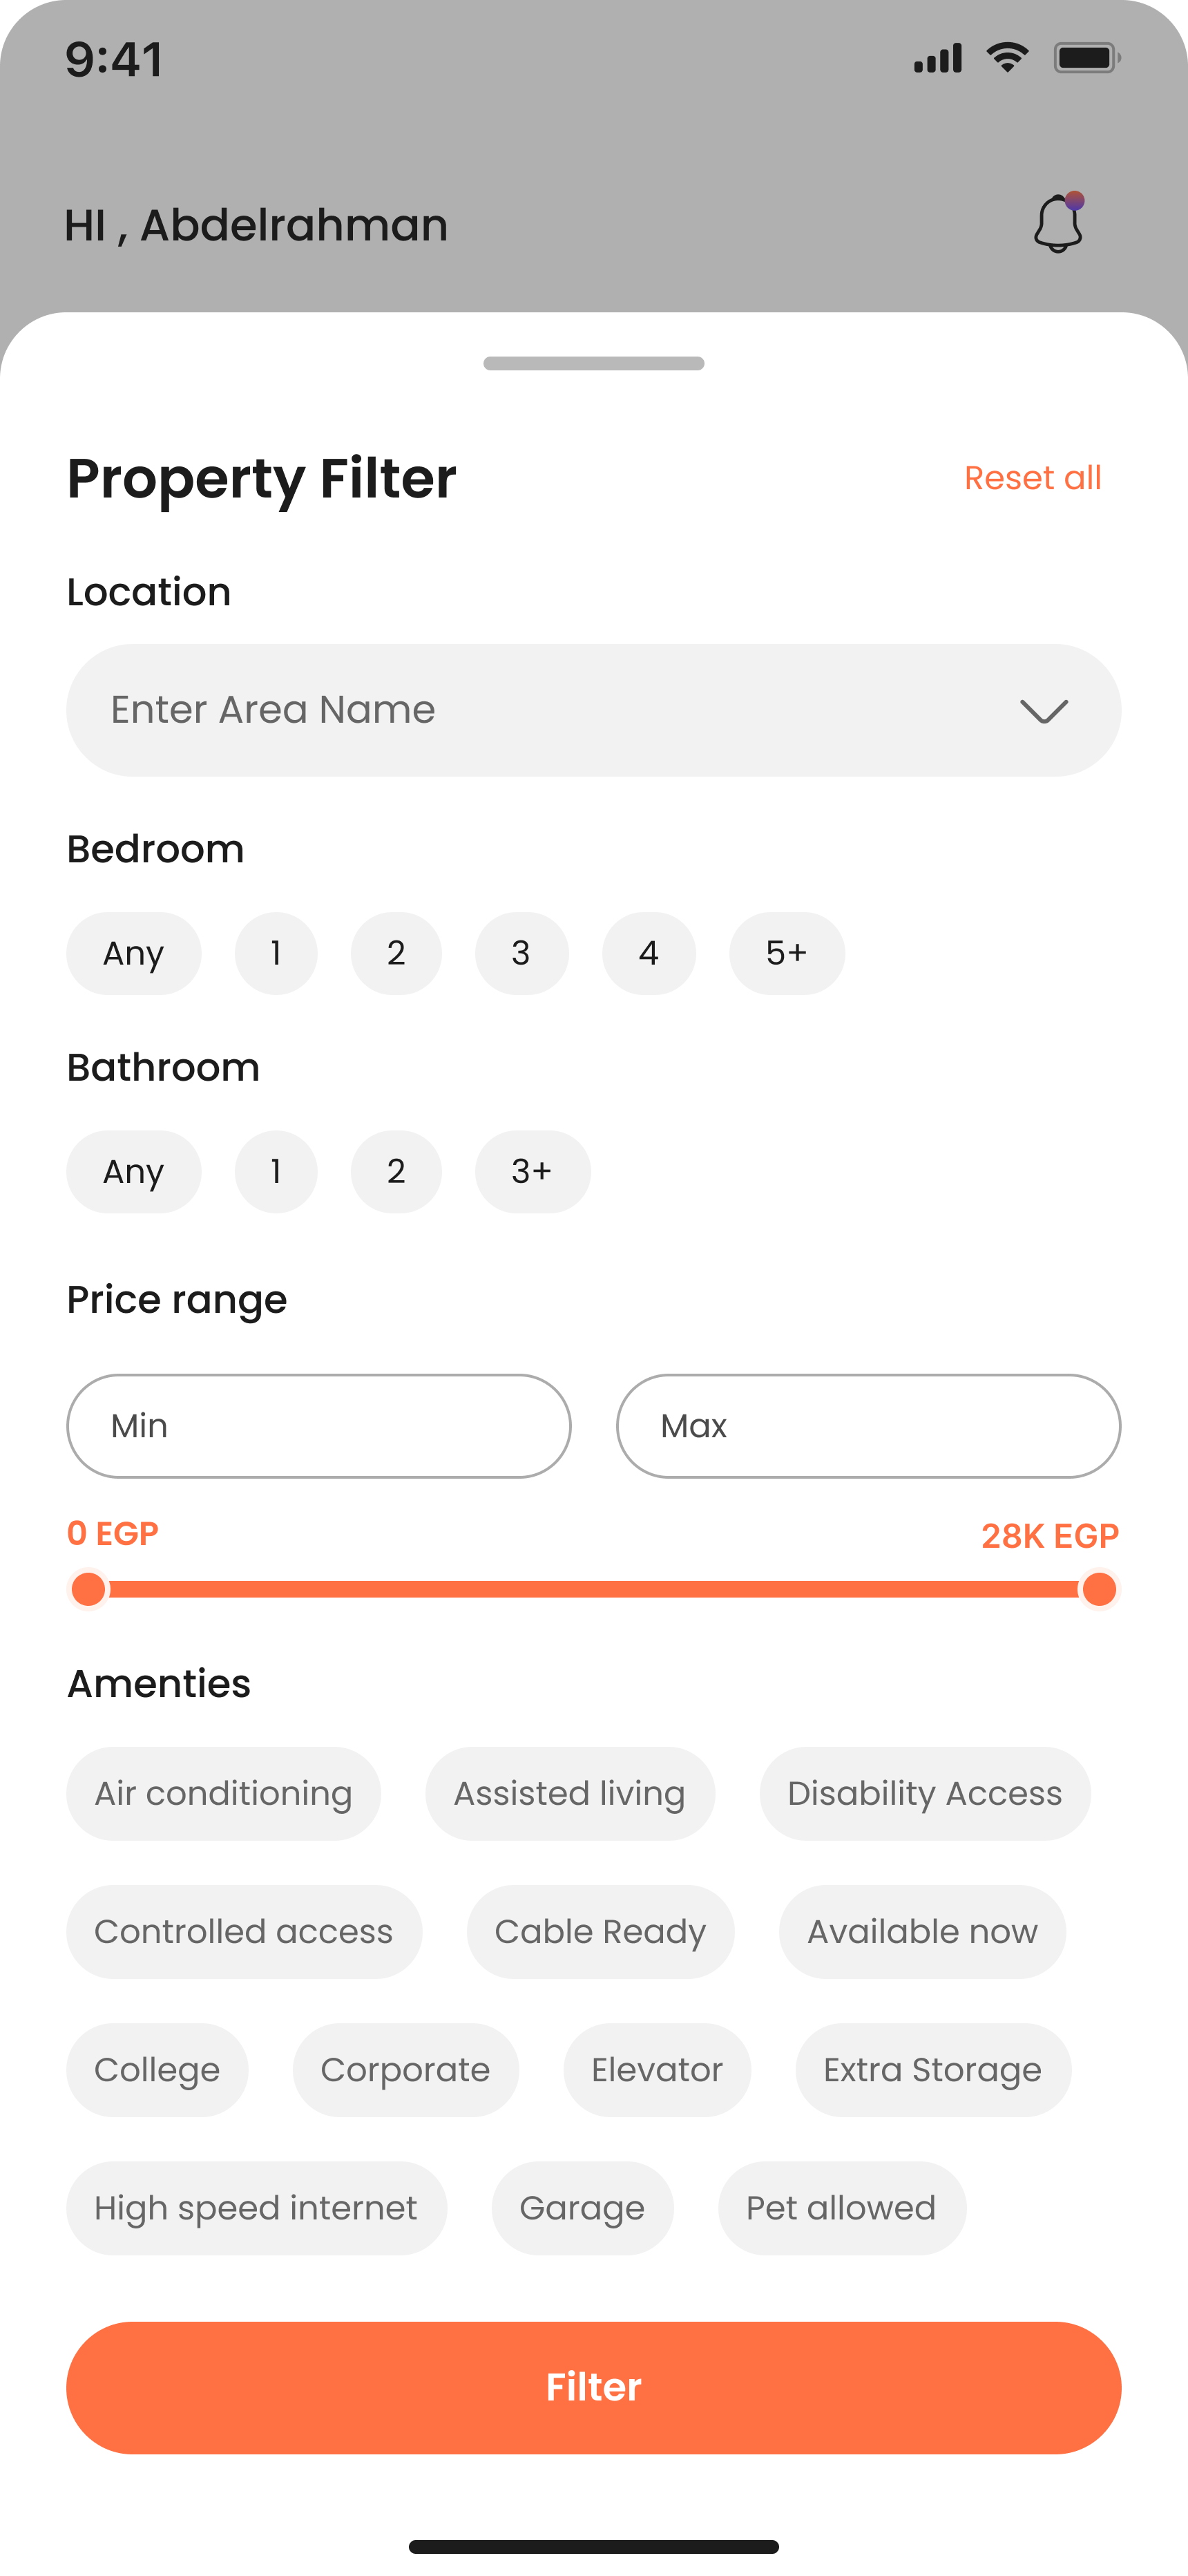 9:41
HI , Abdelrahman
Property Filter
Reset all
Location
Enter Area Name
Bedroom
Any 1 2 3 4 5+
Bathroom
Any 1 2 3+
Price range
Min Max
0 EGP 28K EGP
Amenties
Air conditioning Assisted living Disability Access
Controlled access Cable Ready Available now
College Corporate Elevator Extra Storage
High speed internet Garage Pet allowed
Filter